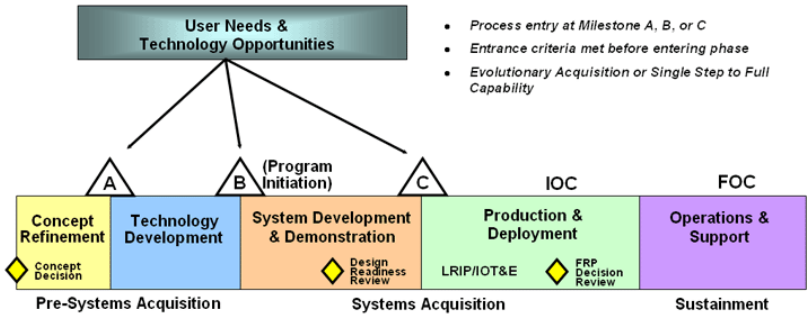 User Needs &
Technology Opportunities
• Process entry at Milestone A, B, or C
• Entrance criteria met before entering phase
• Evolutionary Acquisition or Single Step to Full
Capability
A
B
(Program
Initiation)
C
IOC
FOC
Concept
Refinement
Technology
Development
System Development
& Demonstration
Production &
Deployment
Operations &
Support
Concept
Decision
Design
Readiness
Review
LRIP/IOT&E
FRP
Decision
Review
Pre-Systems Acquisition
Systems Acquisition
Sustainment